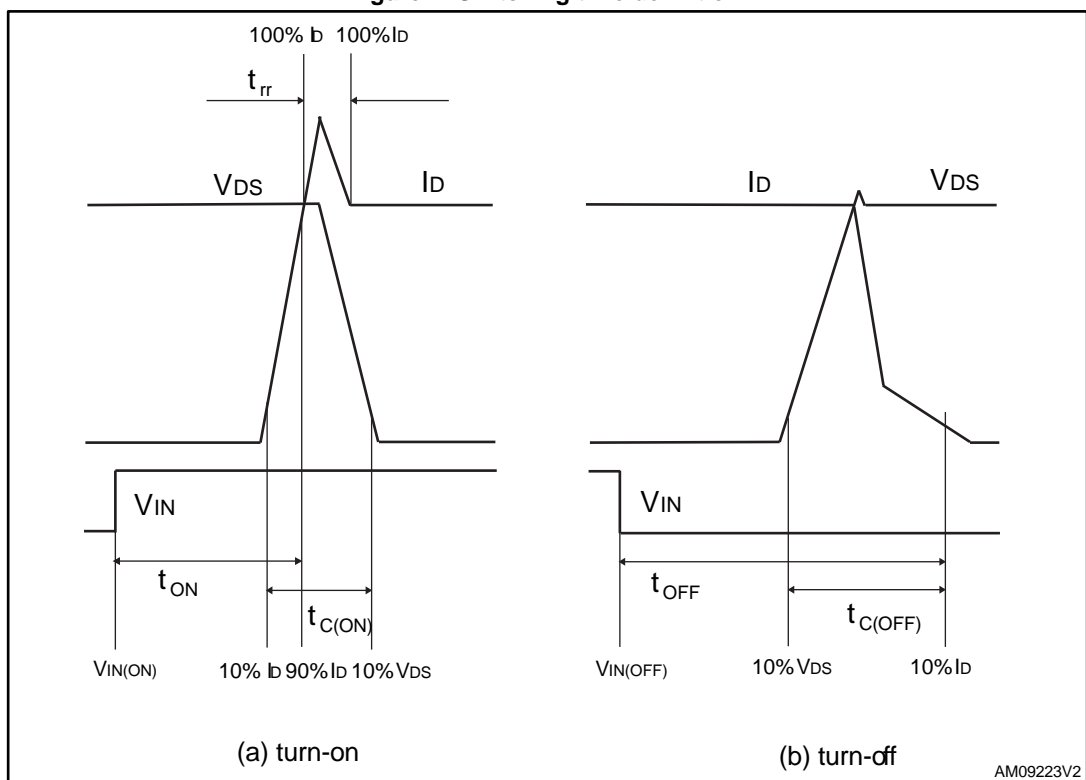 100% ID 100% ID
trr
VDS ID
VIN
tON
tC(ON)
VIN(ON) 10% ID 90% ID 10% VDS
(a) turn-on
ID VDS
VIN
tOFF
tC(OFF)
VIN(OFF) 10% VDS 10% ID
(b) turn-off
AM09223V2